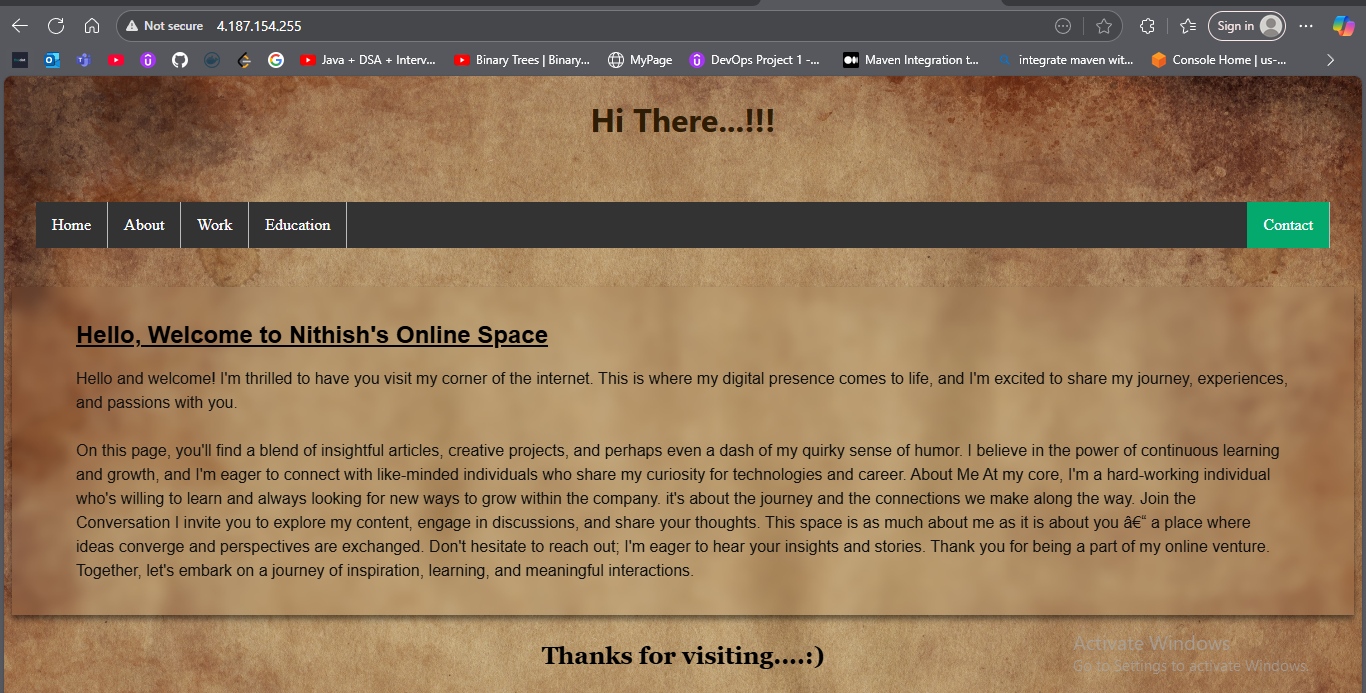 Not secure 4.187.154.255 Sign in
Java + DSA + Interv... Binary Trees | Binary... MyPage DevOps Project 1 -... Maven Integration t... integrate maven wit... Console Home | us-...
Hi There...!!!
Home About Work Education Contact
Hello, Welcome to Nithish's Online Space
Hello and welcome! I'm thrilled to have you visit my corner of the internet. This is where my digital presence comes to life, and I'm excited to share my journey, experiences,
and passions with you.
On this page, you'll find a blend of insightful articles, creative projects, and perhaps even a dash of my quirky sense of humor. I believe in the power of continuous learning
and growth, and I'm eager to connect with like-minded individuals who share my curiosity for technologies and career. About Me At my core, I'm a hard-working individual
who's willing to learn and always looking for new ways to grow within the company. it's about the journey and the connections we make along the way. Join the
Conversation I invite you to explore my content, engage in discussions, and share your thoughts. This space is as much about me as it is about you â€“ a place where
ideas converge and perspectives are exchanged. Don't hesitate to reach out; I'm eager to hear your insights and stories. Thank you for being a part of my online venture.
Together, let's embark on a journey of inspiration, learning, and meaningful interactions.
Thanks for visiting....:)
Activate Windows
Go to Settings to activate Windows.